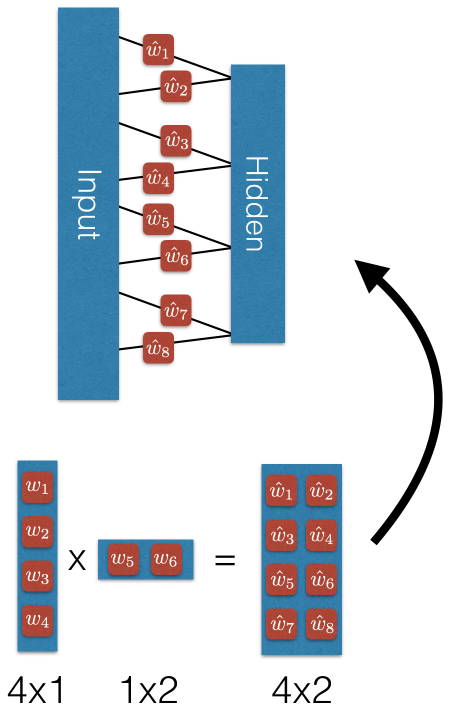 ŵ₁
ŵ₂
ŵ₃
ŵ₄
ŵ₅
ŵ₆
ŵ₇
ŵ₈
Input
Hidden
w₁
w₂
w₃
w₄
x
w₅ w₆
=
ŵ₁ ŵ₂
ŵ₃ ŵ₄
ŵ₅ ŵ₆
ŵ₇ ŵ₈
4x1 1x2 4x2